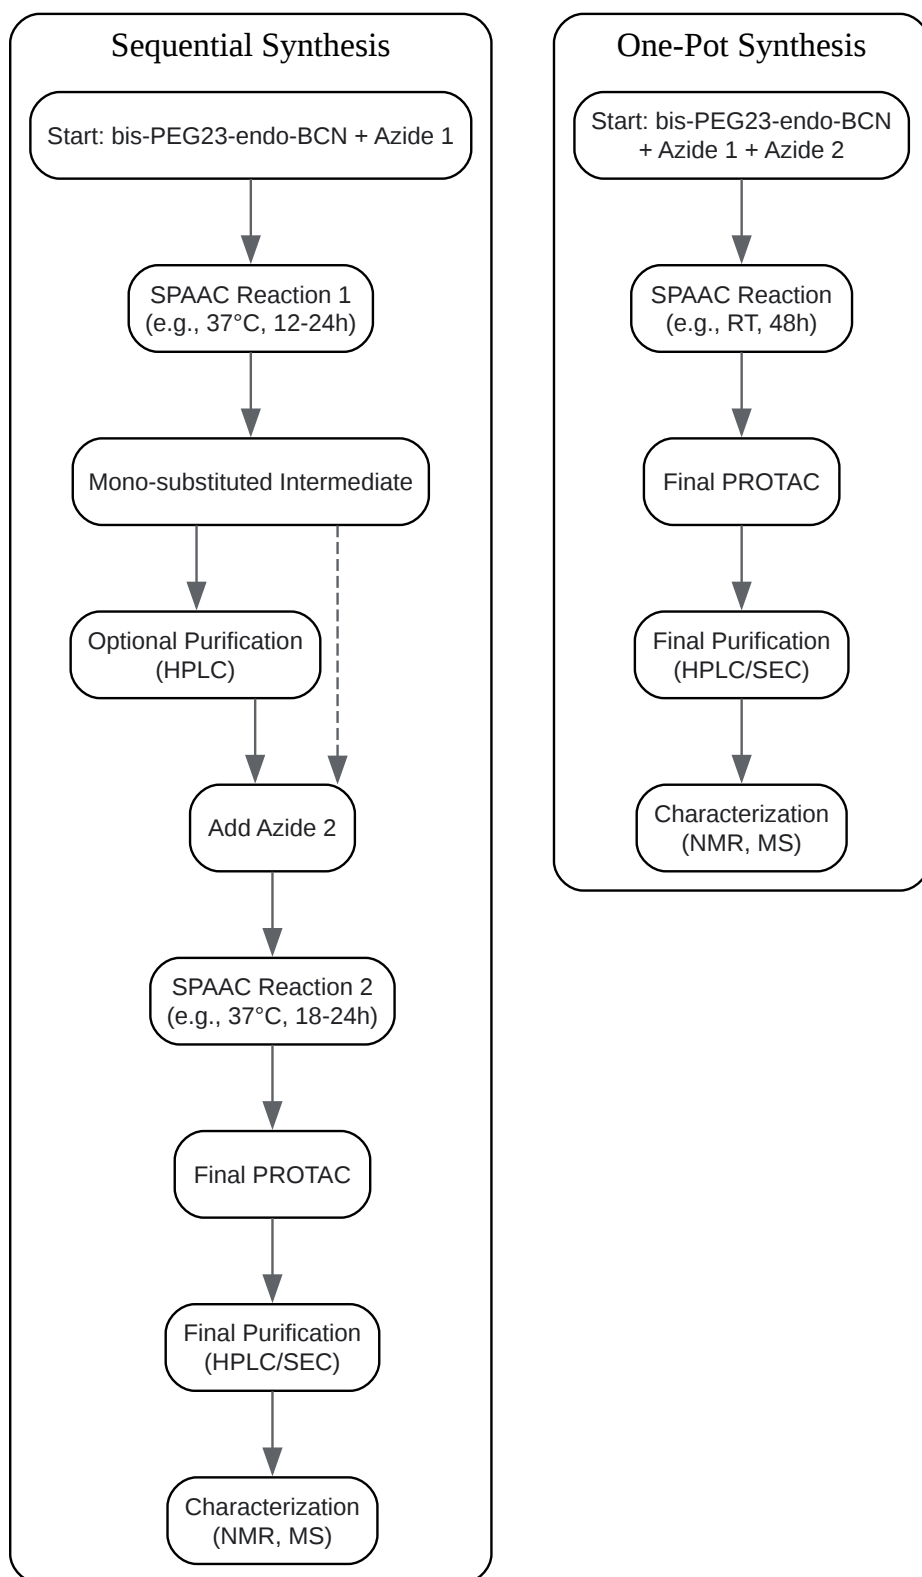 Sequential Synthesis
Start: bis-PEG23-endo-BCN + Azide 1
SPAAC Reaction 1
(e.g., 37°C, 12-24h)
Mono-substituted Intermediate
Optional Purification
(HPLC)
Add Azide 2
SPAAC Reaction 2
(e.g., 37°C, 18-24h)
Final PROTAC
Final Purification
(HPLC/SEC)
Characterization
(NMR, MS)
One-Pot Synthesis
Start: bis-PEG23-endo-BCN
+ Azide 1 + Azide 2
SPAAC Reaction
(e.g., RT, 48h)
Final PROTAC
Final Purification
(HPLC/SEC)
Characterization
(NMR, MS)